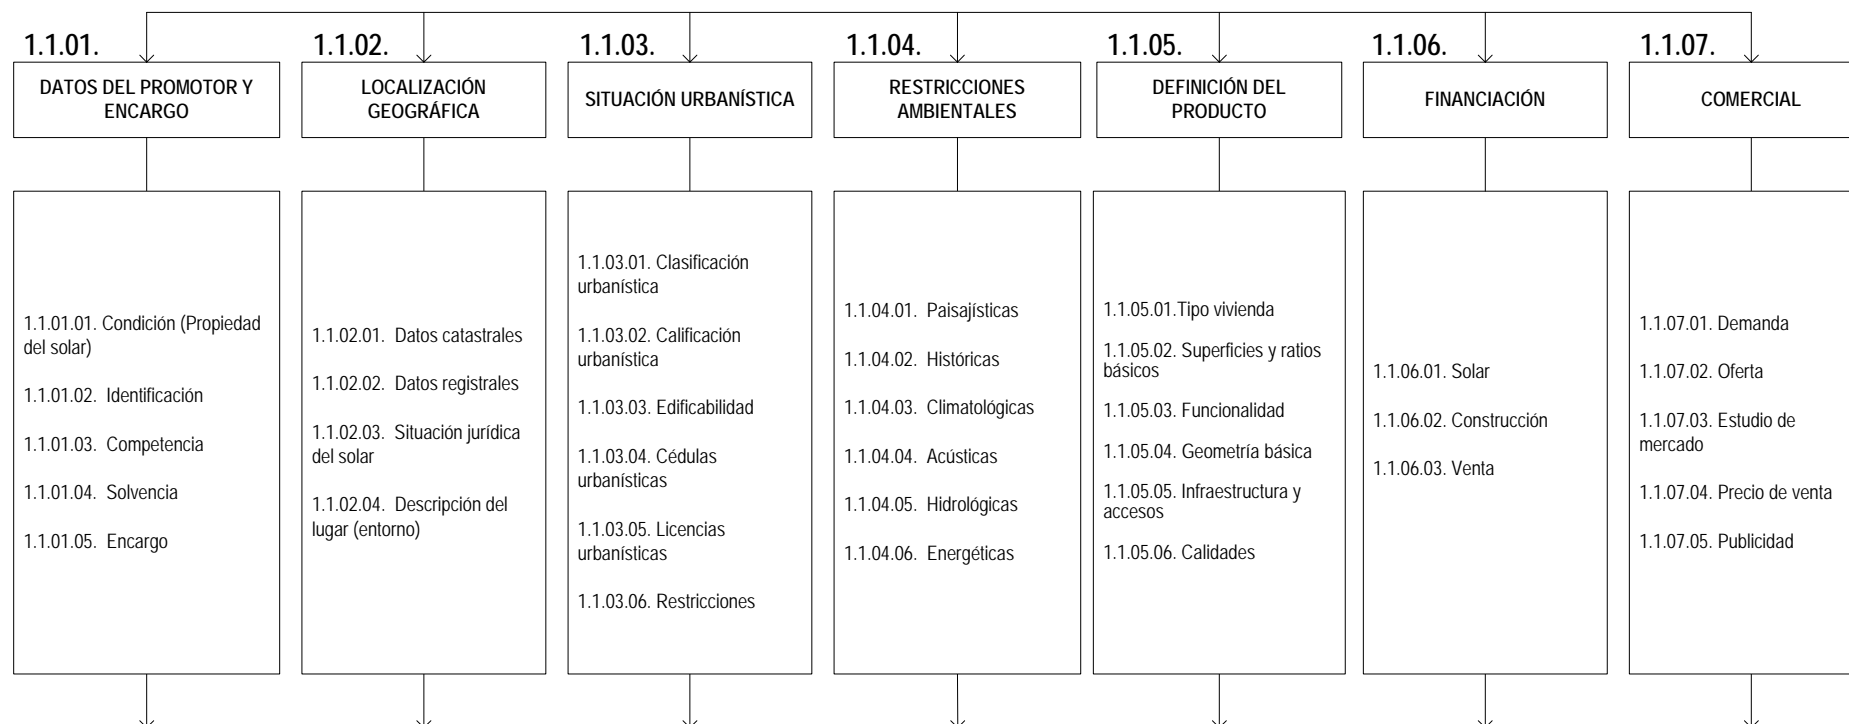 1.1.01.
DATOS DEL PROMOTOR Y
ENCARGO
1.1.01.01. Condición (Propiedad
del solar)
1.1.01.02. Identificación
1.1.01.03. Competencia
1.1.01.04. Solvencia
1.1.01.05. Encargo
1.1.02.
LOCALIZACIÓN
GEOGRÁFICA
1.1.02.01. Datos catastrales
1.1.02.02. Datos registrales
1.1.02.03. Situación jurídica
del solar
1.1.02.04. Descripción del
lugar (entorno)
1.1.03.
SITUACIÓN URBANÍSTICA
1.1.03.01. Clasificación
urbanística
1.1.03.02. Calificación
urbanística
1.1.03.03. Edificabilidad
1.1.03.04. Cédulas
urbanísticas
1.1.03.05. Licencias
urbanísticas
1.1.03.06. Restricciones
1.1.04.
RESTRICCIONES
AMBIENTALES
1.1.04.01. Paisajísticas
1.1.04.02. Históricas
1.1.04.03. Climatológicas
1.1.04.04. Acústicas
1.1.04.05. Hidrológicas
1.1.04.06. Energéticas
1.1.05.
DEFINICIÓN DEL
PRODUCTO
1.1.05.01.Tipo vivienda
1.1.05.02. Superficies y ratios
básicos
1.1.05.03. Funcionalidad
1.1.05.04. Geometría básica
1.1.05.05. Infraestructura y
accesos
1.1.05.06. Calidades
1.1.06.
FINANCIACIÓN
1.1.06.01. Solar
1.1.06.02. Construcción
1.1.06.03. Venta
1.1.07.
COMERCIAL
1.1.07.01. Demanda
1.1.07.02. Oferta
1.1.07.03. Estudio de
mercado
1.1.07.04. Precio de venta
1.1.07.05. Publicidad